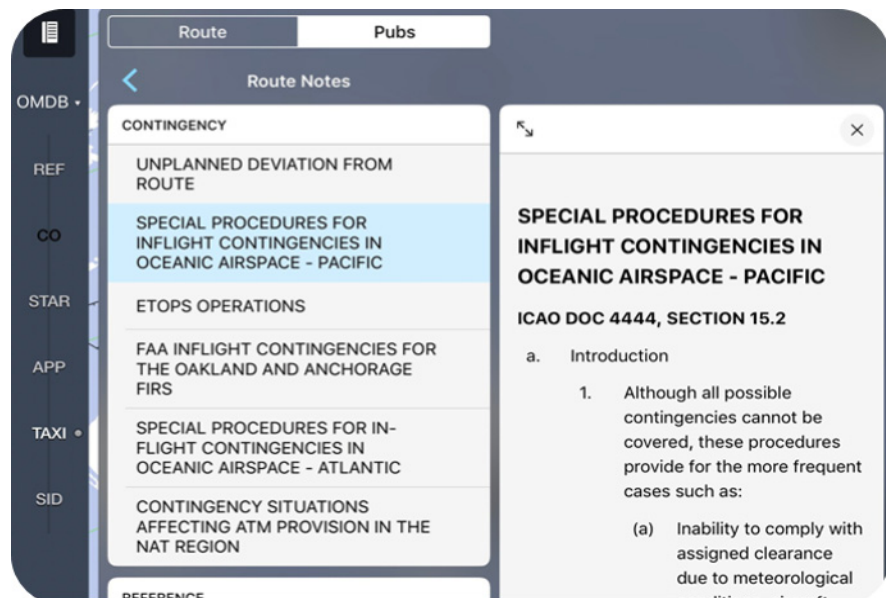 Route
Pubs
Route Notes
OMDB
REF
CO
STAR
APP
TAXI
SID
CONTINGENCY
UNPLANNED DEVIATION FROM
ROUTE
SPECIAL PROCEDURES FOR
INFLIGHT CONTINGENCIES IN
OCEANIC AIRSPACE - PACIFIC
ETOPS OPERATIONS
FAA INFLIGHT CONTINGENCIES FOR
THE OAKLAND AND ANCHORAGE
FIRS
SPECIAL PROCEDURES FOR IN-
FLIGHT CONTINGENCIES IN
OCEANIC AIRSPACE - ATLANTIC
CONTINGENCY SITUATIONS
AFFECTING ATM PROVISION IN THE
NAT REGION
REFERENCE
SPECIAL PROCEDURES FOR
INFLIGHT CONTINGENCIES IN
OCEANIC AIRSPACE - PACIFIC
ICAO DOC 4444, SECTION 15.2
a. Introduction
1. Although all possible
contingencies cannot be
covered, these procedures
provide for the more frequent
cases such as:
(a) Inability to comply with
assigned clearance
due to meteorological